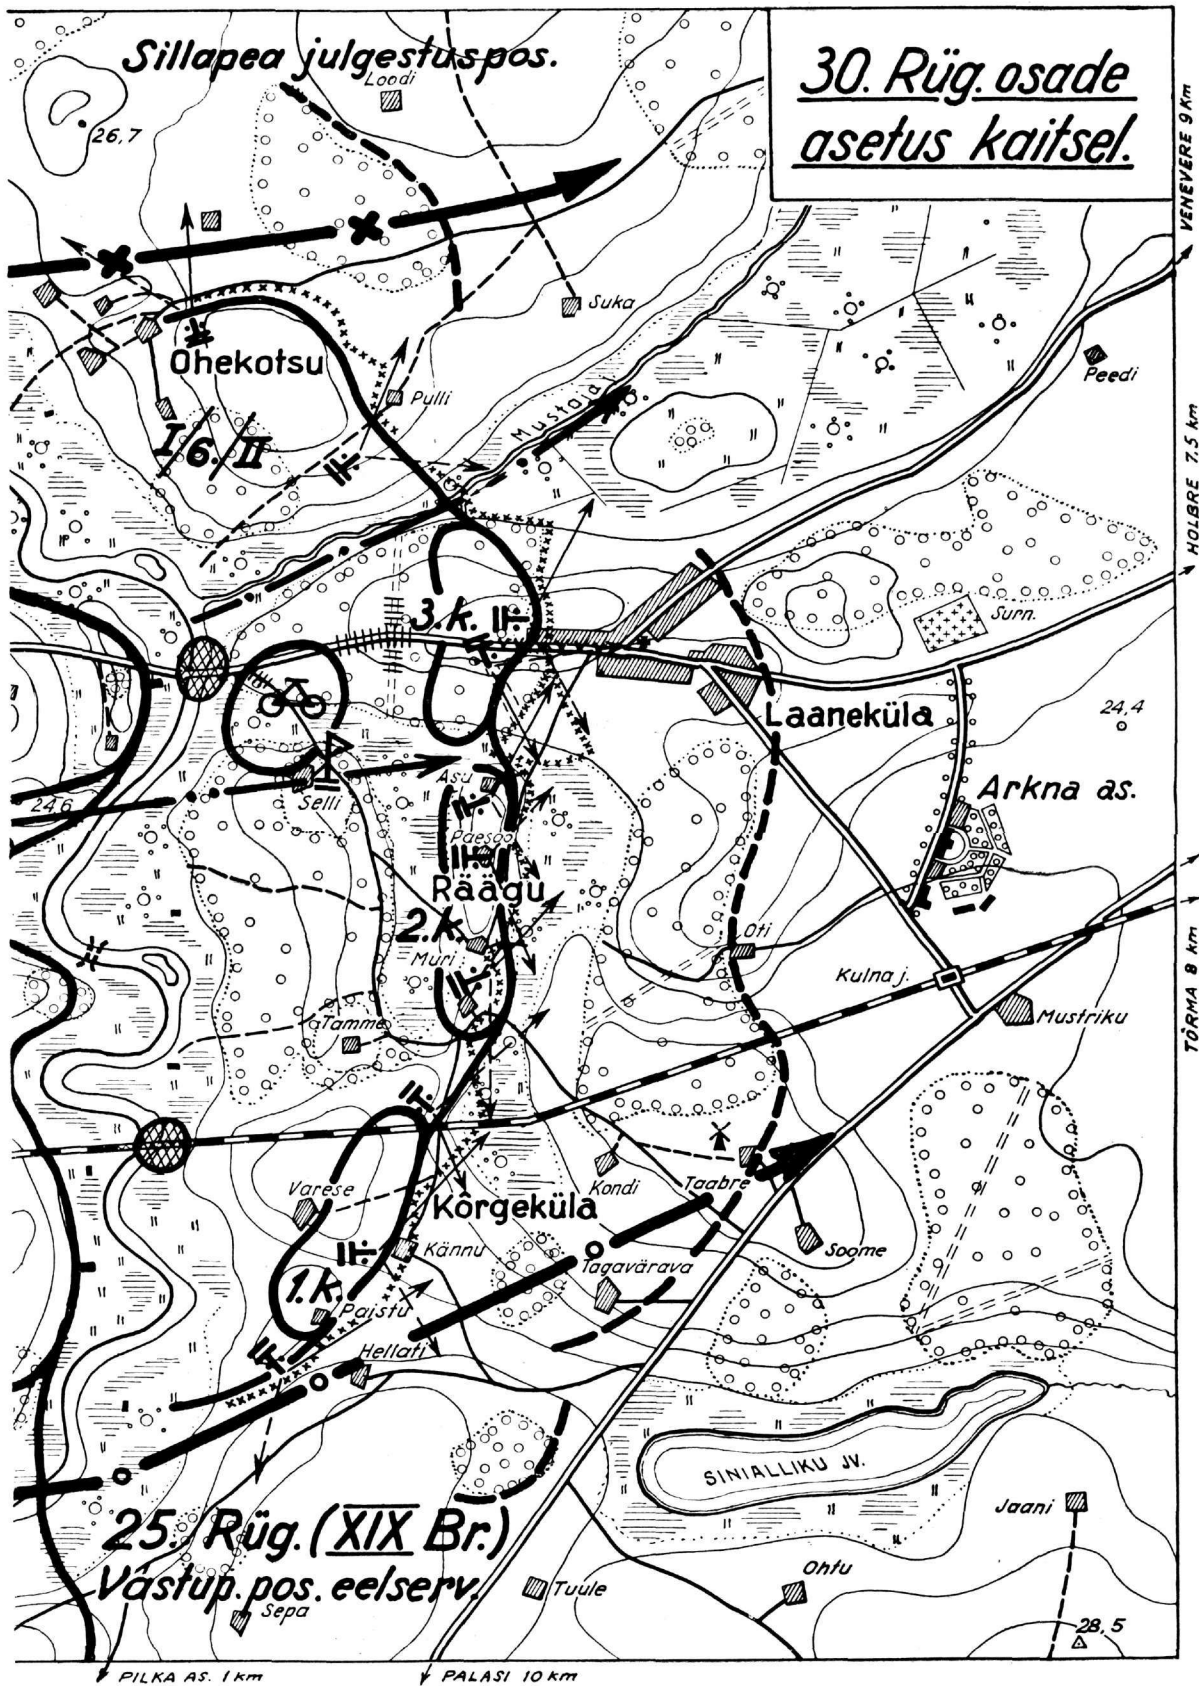 Sillapea julgestuspos.
30. Rüg. osade
asetus kaitsel.
Loodi
26,7
VENEVERE 9 Km
Suka
Ohekotsu
Pulli
Peedi
Mustaja
I/6./II
HOLBRE 7.5 km
3.k.
Surn.
Laaneküla
24,4
Asu
Selli
24,6
Arkna as.
Paesoo
Räägu
2.k.
Muri
Oti
Kulna j.
Mustriku
TÕRMA 8 km
Tamme
Varese
Kondi
Taabre
Kõrgeküla
Kännu
Soome
Tagavärava
1.k.
Paistu
Hellati
SINIALLIKU JV.
Jaani
25. Rüg. (XIX Br.)
Vastup. pos. eelserv.
Sepa
Tuule
Ohtu
28,5
PILKA AS. 1 km
PALASI 10 km